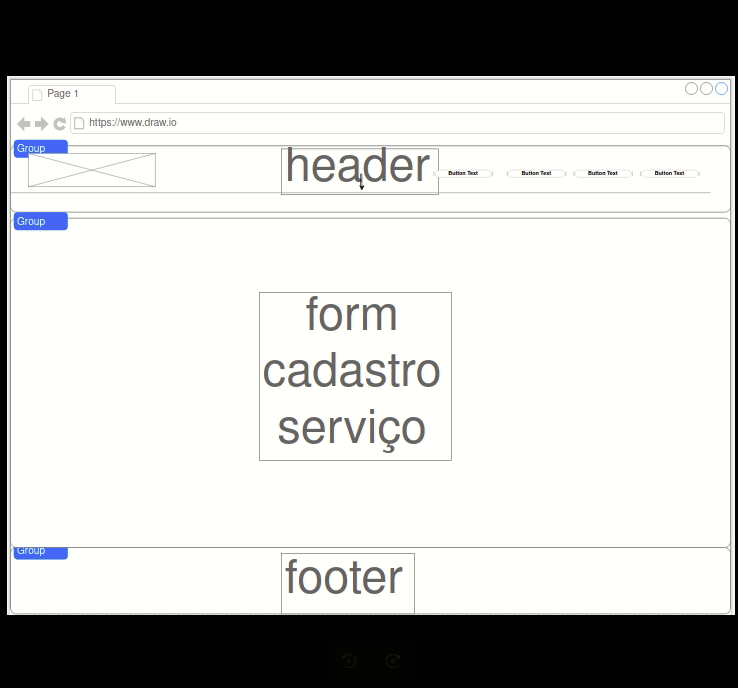 Page 1
https://www.draw.io
Group
header
Button Text
Button Text
Button Text
Button Text
Group
form
cadastro
serviço
Group
footer